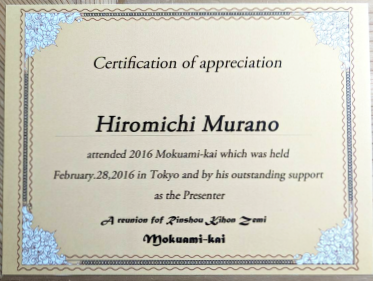 Certification of appreciation
Hiromichi Murano
attended 2016 Mokuami-kai which was held
February.28,2016 in Tokyo and by his outstanding support
as the Presenter
A reunion fof Rinshou Kihon Zemi
Mokuami-kai